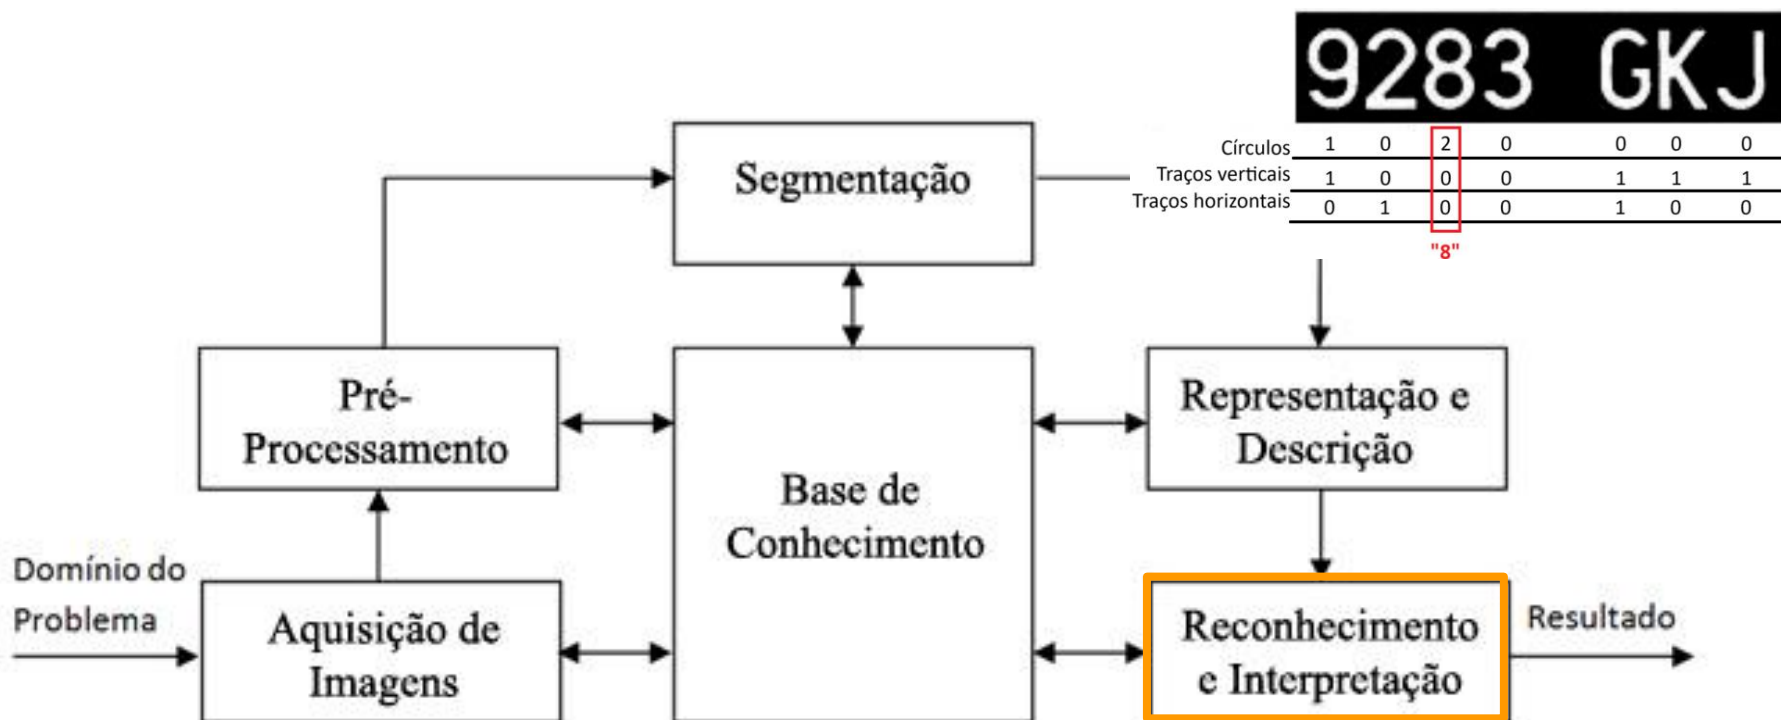 9283 GKJ
Círculos 1 0 2 0 0 0 0
Traços verticais 1 0 0 0 1 1 1
Traços horizontais 0 1 0 0 1 0 0
"8"
Segmentação
Pré-
Processamento
Base de
Conhecimento
Representação e
Descrição
Domínio do
Problema
Aquisição de
Imagens
Reconhecimento
e Interpretação
Resultado